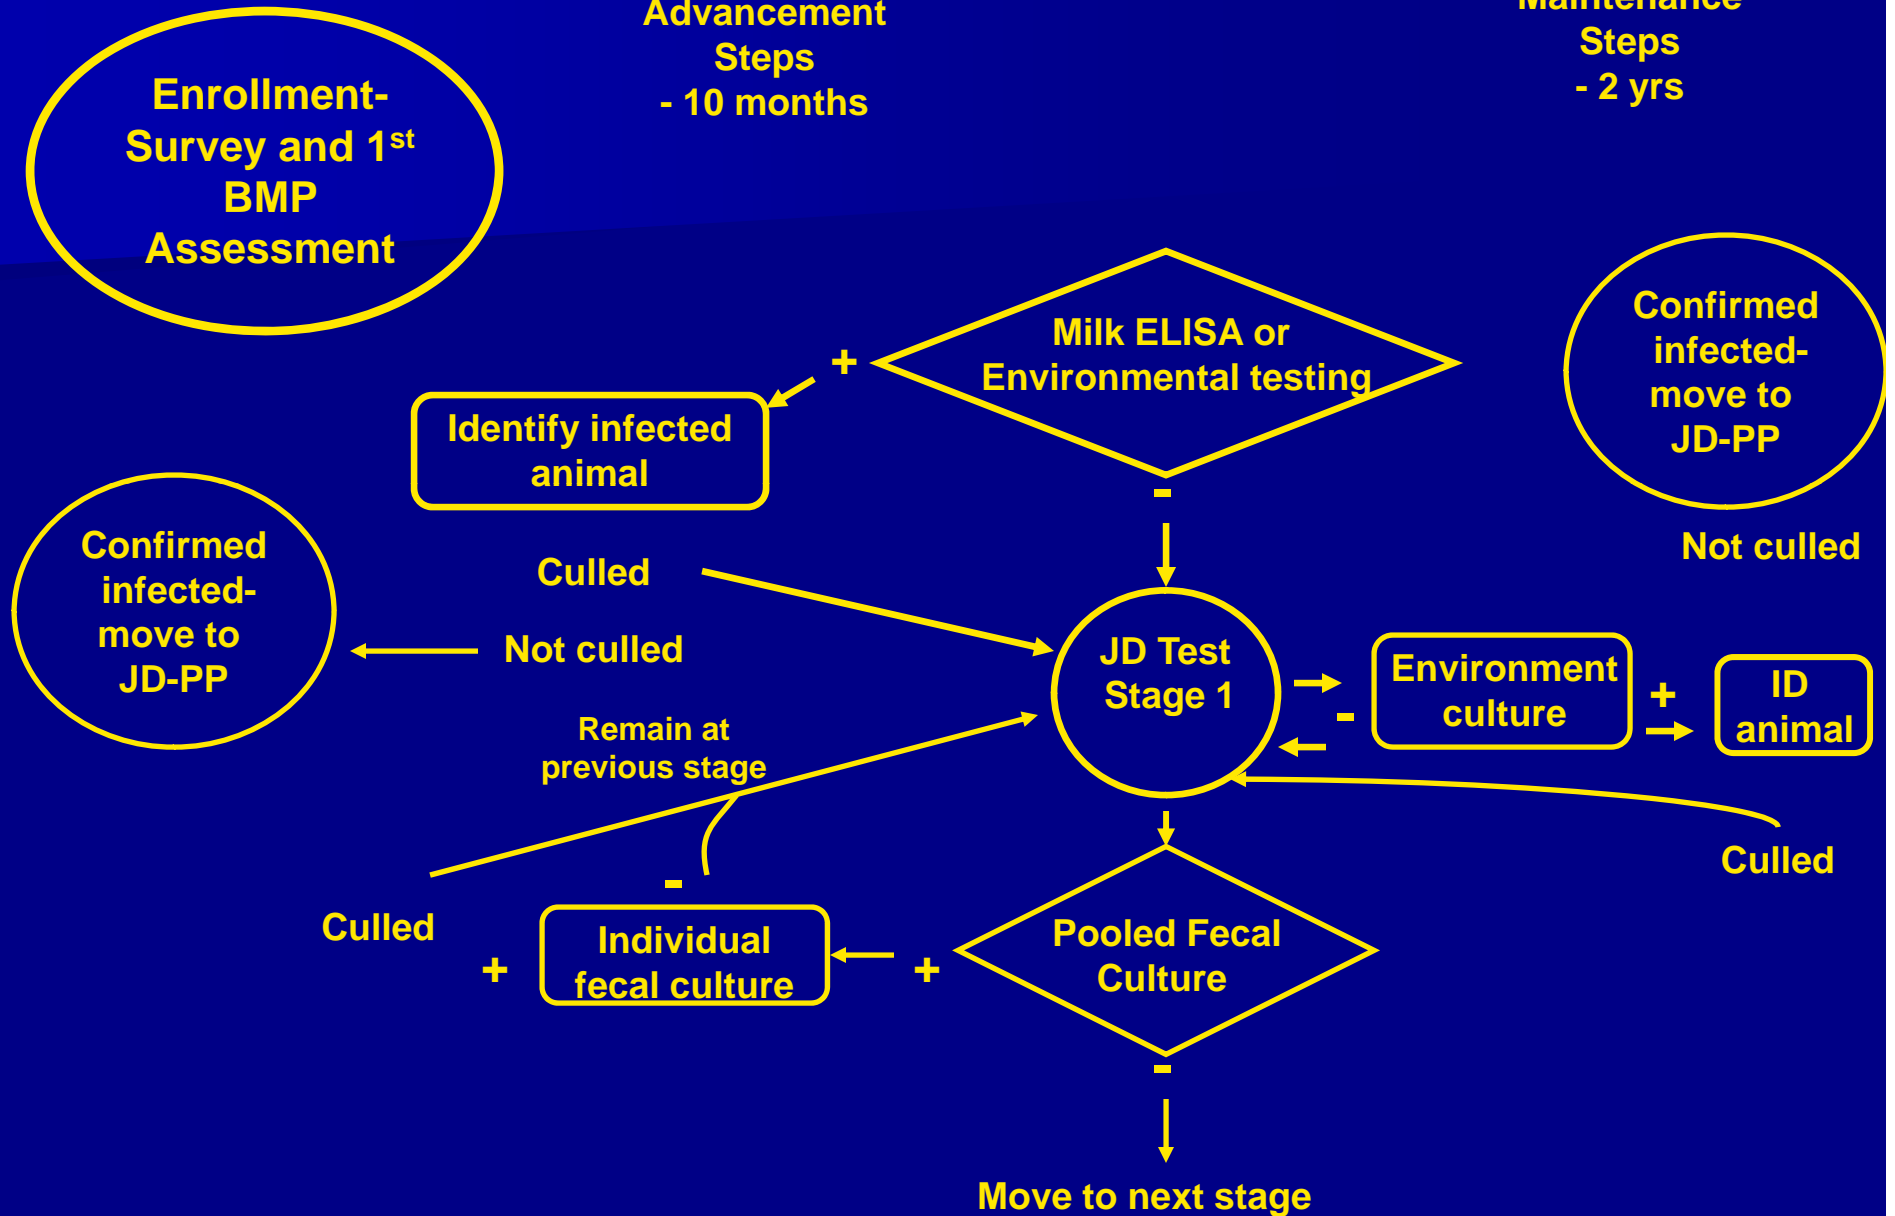 Advancement
Steps
- 10 months
Maintenance
Steps
- 2 yrs
Enrollment-
Survey and 1st
BMP
Assessment
Milk ELISA or
Environmental testing
+
-
Identify infected
animal
Confirmed
infected-
move to
JD-PP
Not culled
Confirmed
infected-
move to
JD-PP
Culled
Not culled
JD Test
Stage 1
Environment
culture
-
+
ID
animal
Remain at
previous stage
Culled
-
Culled
+
Individual
fecal culture
+
Pooled Fecal
Culture
-
Move to next stage